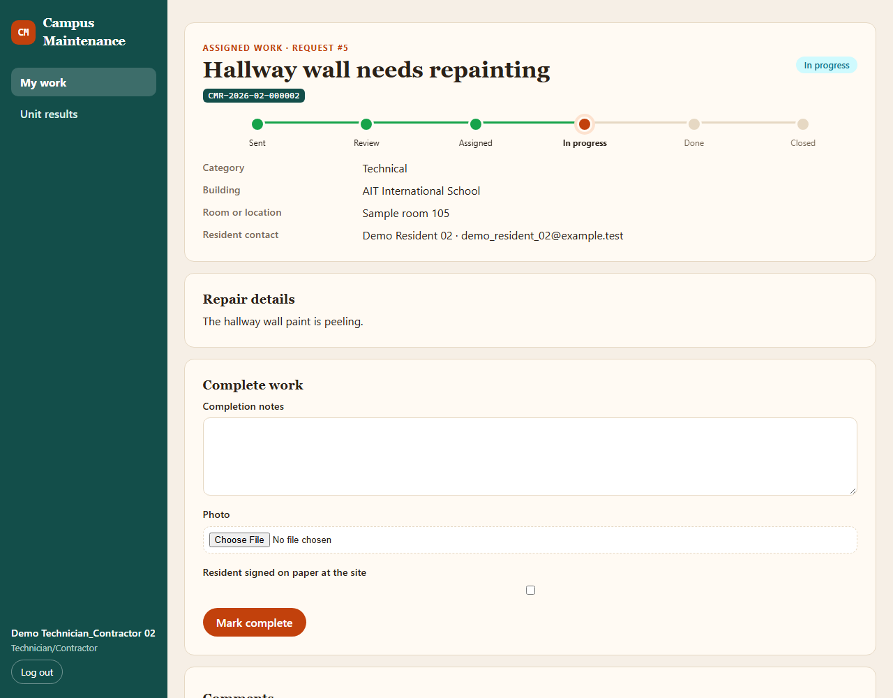 CM
Campus
Maintenance
My work
Unit results
ASSIGNED WORK · REQUEST #5
Hallway wall needs repainting
In progress
CMR-2026-02-000002
Sent
Review
Assigned
In progress
Done
Closed
Category
Technical
Building
AIT International School
Room or location
Sample room 105
Resident contact
Demo Resident 02 · demo_resident_02@example.test
Repair details
The hallway wall paint is peeling.
Complete work
Completion notes
Photo
Choose File No file chosen
Resident signed on paper at the site
Mark complete
Demo Technician_Contractor 02
Technician/Contractor
Log out
Comments